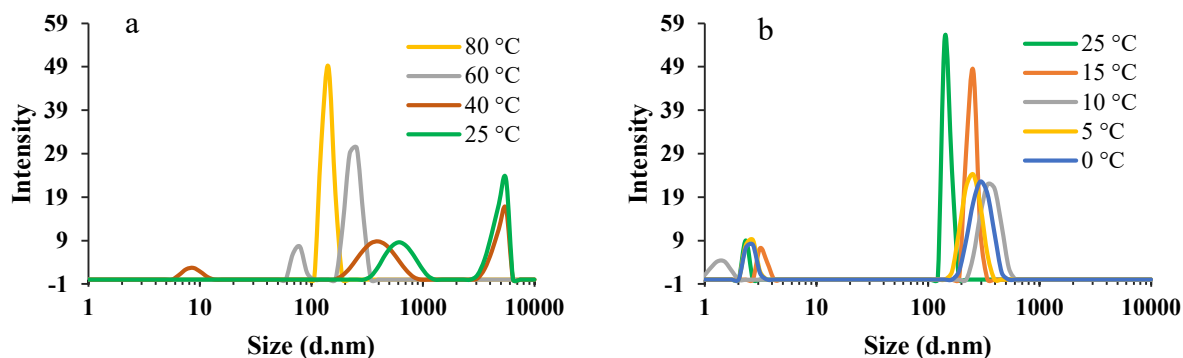 a
59
49
39
29
19
9
-1
Intensity
80 °C
60 °C
40 °C
25 °C
1 10 100 1000 10000
Size (d.nm)
b
59
49
39
29
19
9
-1
Intensity
25 °C
15 °C
10 °C
5 °C
0 °C
1 10 100 1000 10000
Size (d.nm)